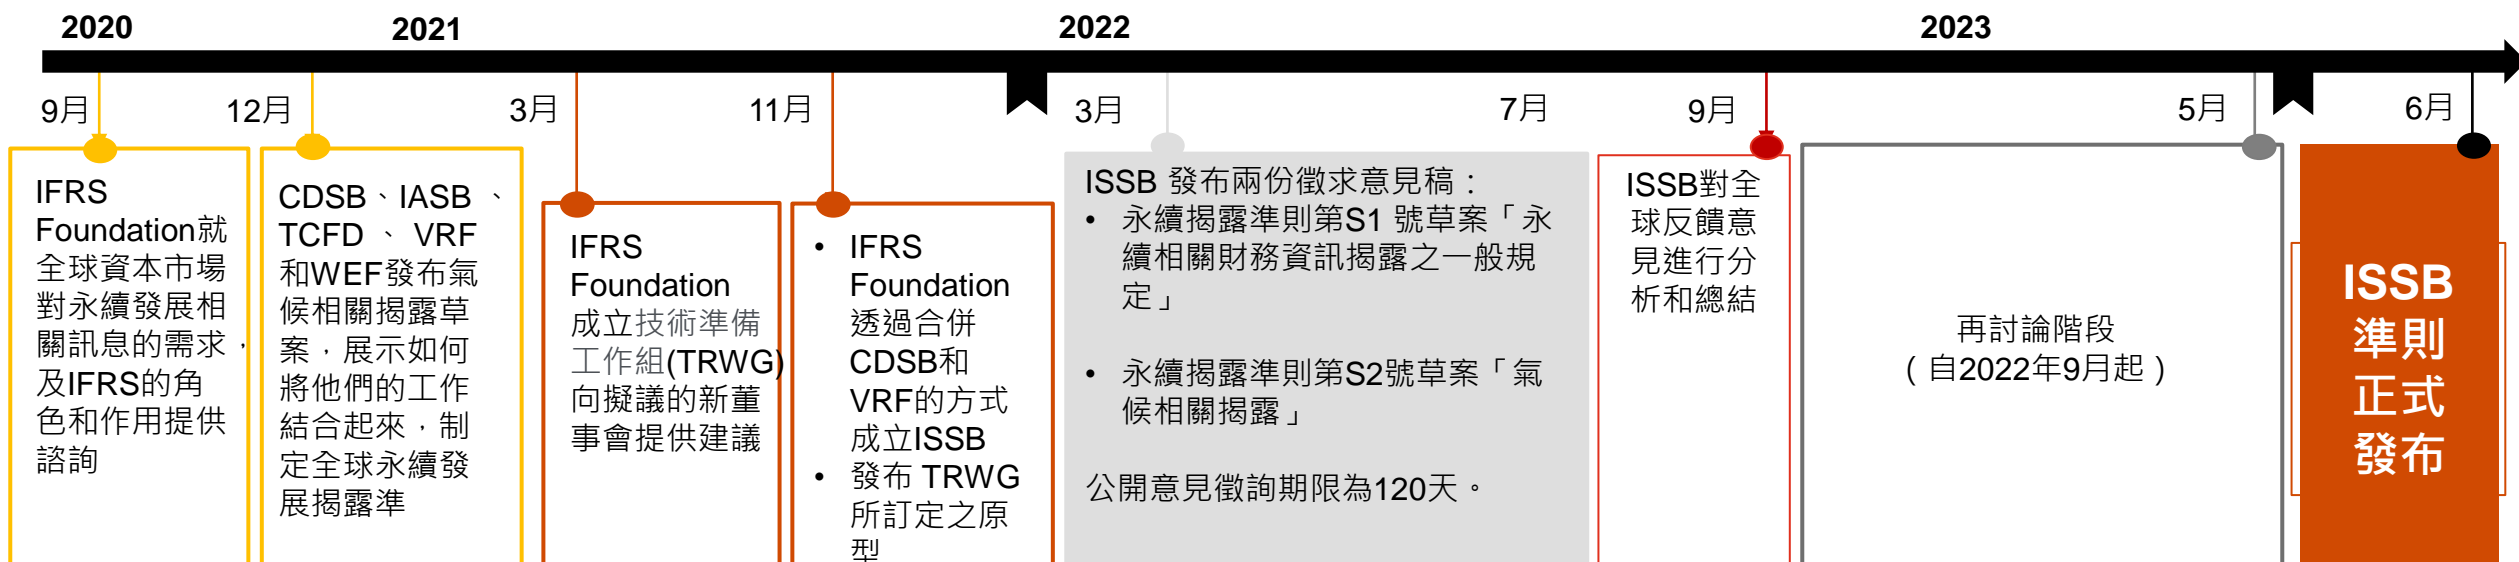 2020
2021
2022
2023
9月
12月
3月
11月
3月
7月
9月
5月
6月
IFRS
Foundation就
全球資本市場
對永續發展相
關訊息的需求，
及IFRS的角
色和作用提供
諮詢
CDSB、IASB 、
TCFD 、 VRF
和WEF發布氣
候相關揭露草
案，展示如何
將他們的工作
結合起來，制
定全球永續發
展揭露準
IFRS
Foundation
成立技術準備
工作組(TRWG)
向擬議的新董
事會提供建議
• IFRS
Foundation
透過合併
CDSB和
VRF的方式
成立ISSB
• 發布 TRWG
所訂定之原
型
ISSB 發布兩份徵求意見稿：
• 永續揭露準則第S1 號草案「永
續相關財務資訊揭露之一般規
定」
• 永續揭露準則第S2號草案「氣
候相關揭露」
公開意見徵詢期限為120天。
ISSB對全
球反饋意
見進行分
析和總結
再討論階段
（自2022年9月起）
ISSB
準則
正式
發布